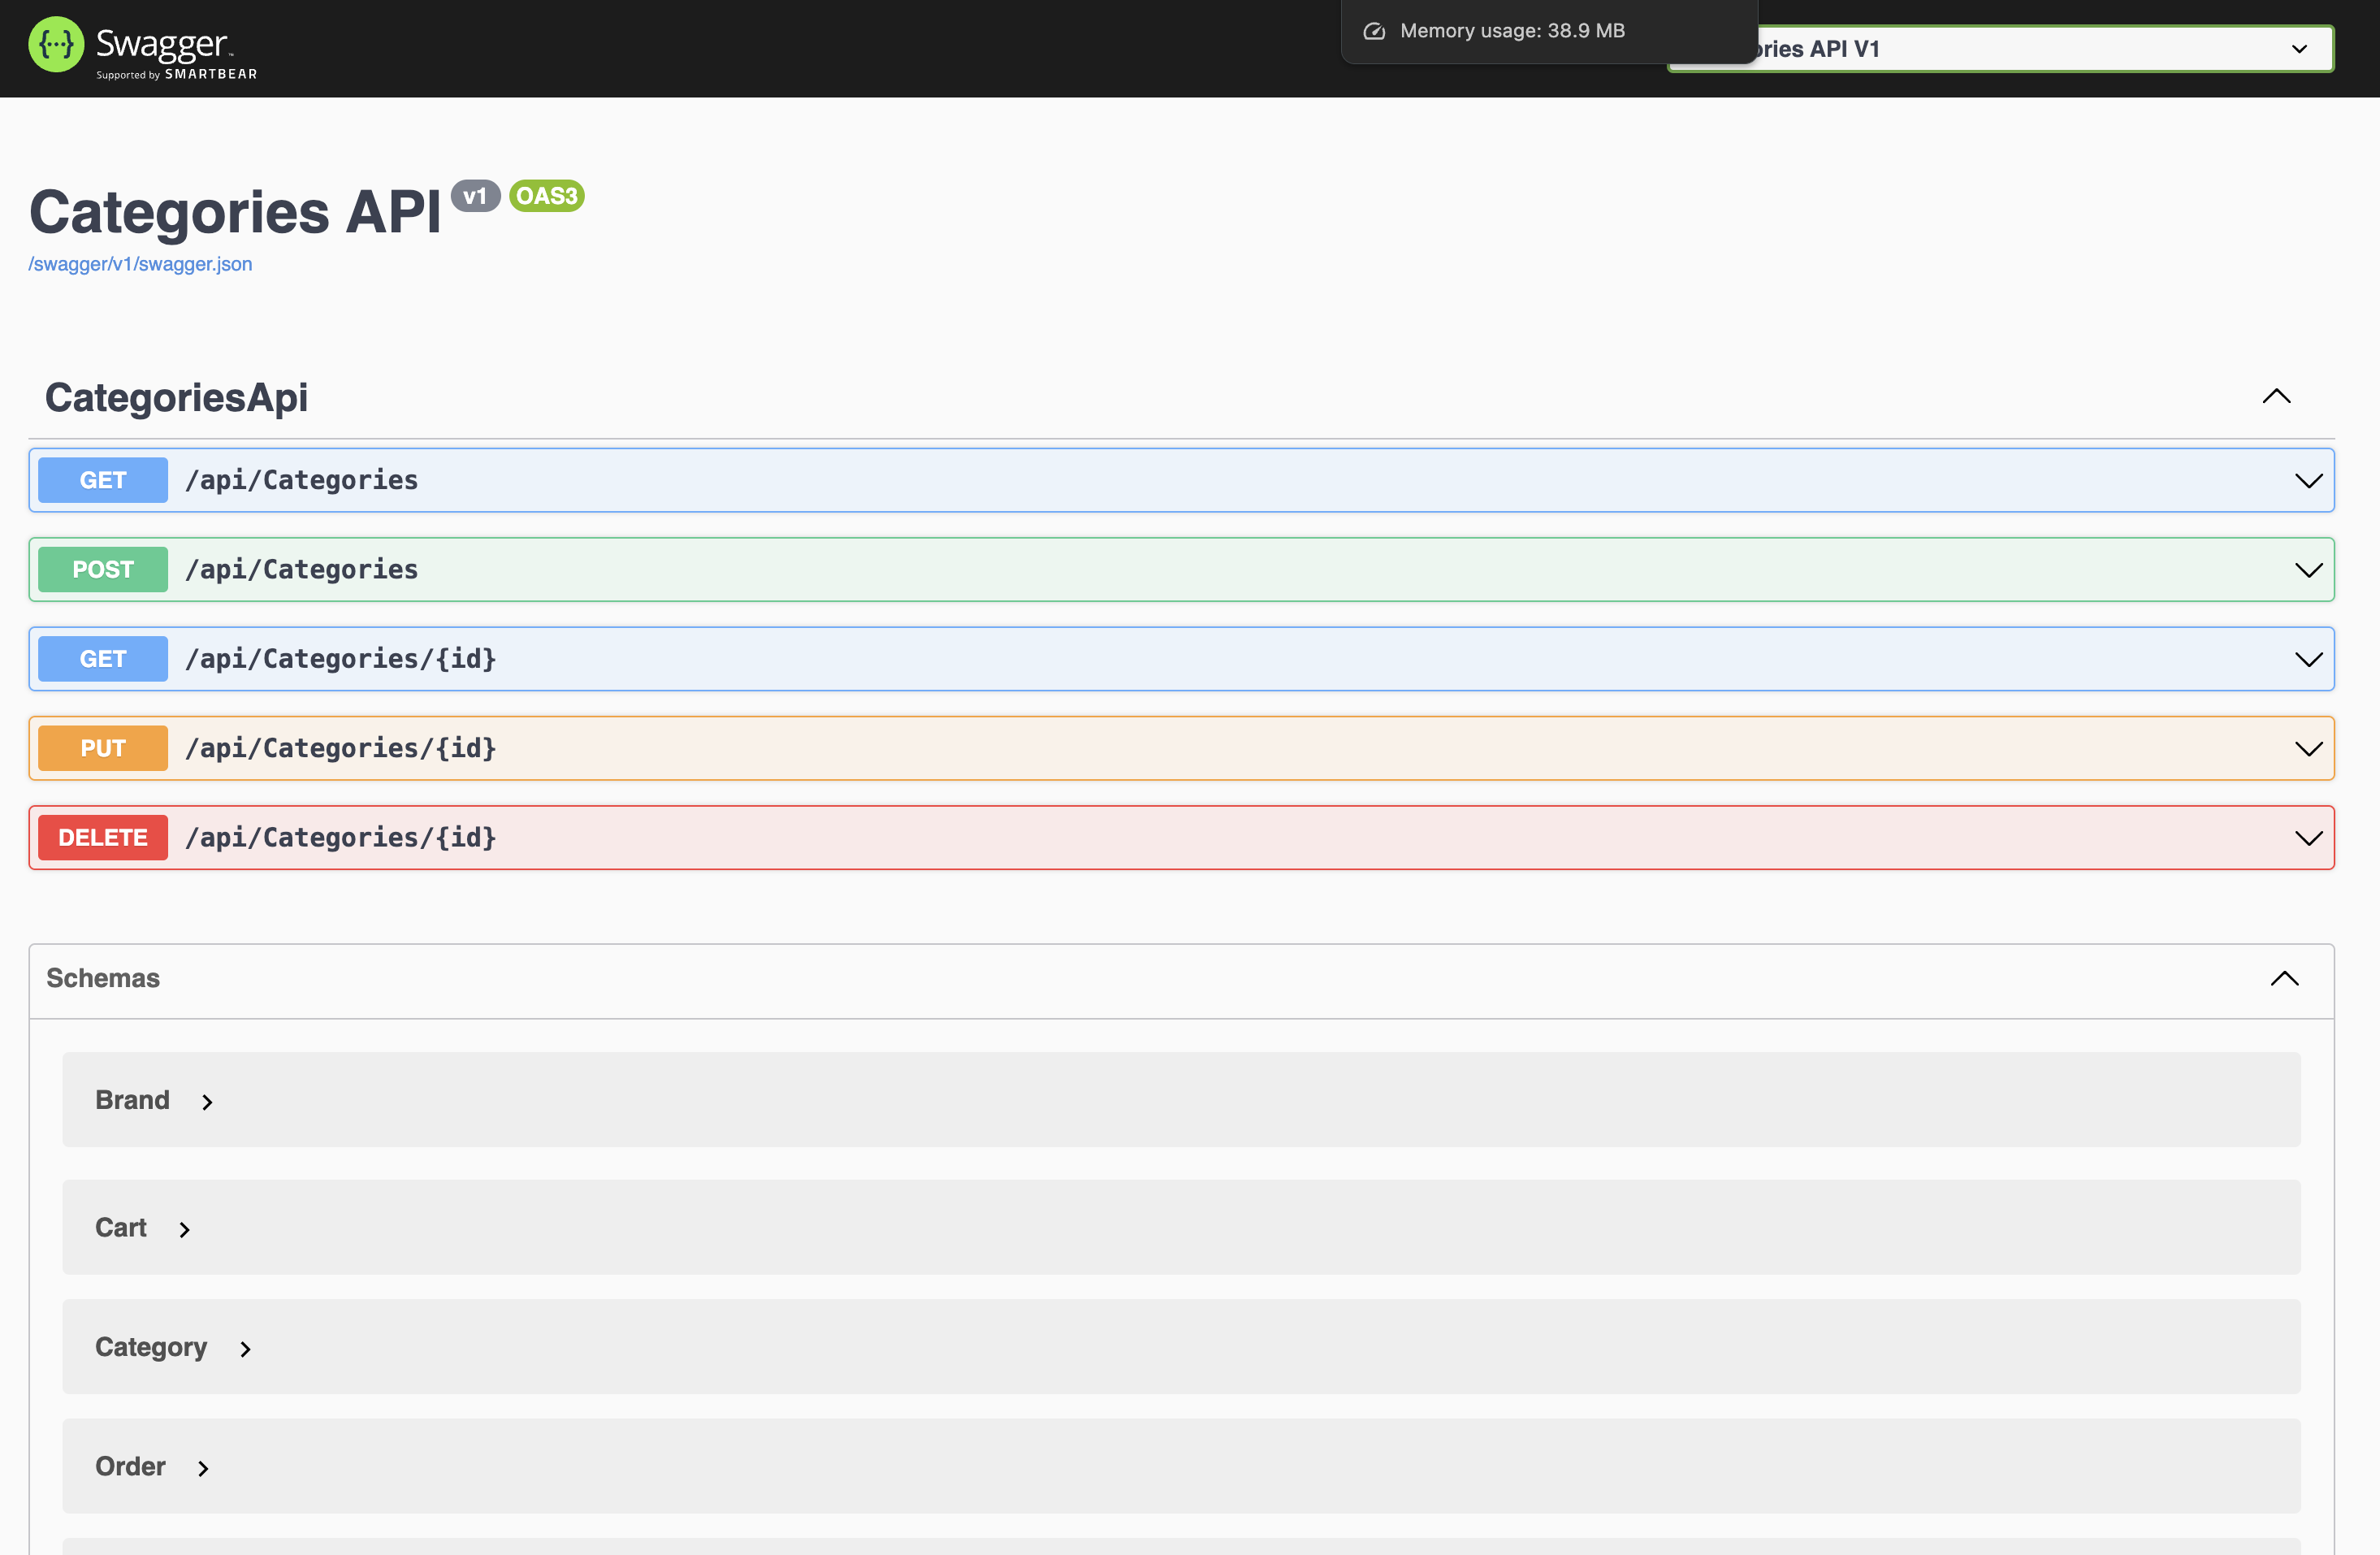 Swagger
Supported by SMARTBEAR
Memory usage: 38.9 MB
API V1
Categories API v1 OAS3
/swagger/v1/swagger.json
CategoriesApi
GET /api/Categories
POST /api/Categories
GET /api/Categories/{id}
PUT /api/Categories/{id}
DELETE /api/Categories/{id}
Schemas
Brand
Cart
Category
Order